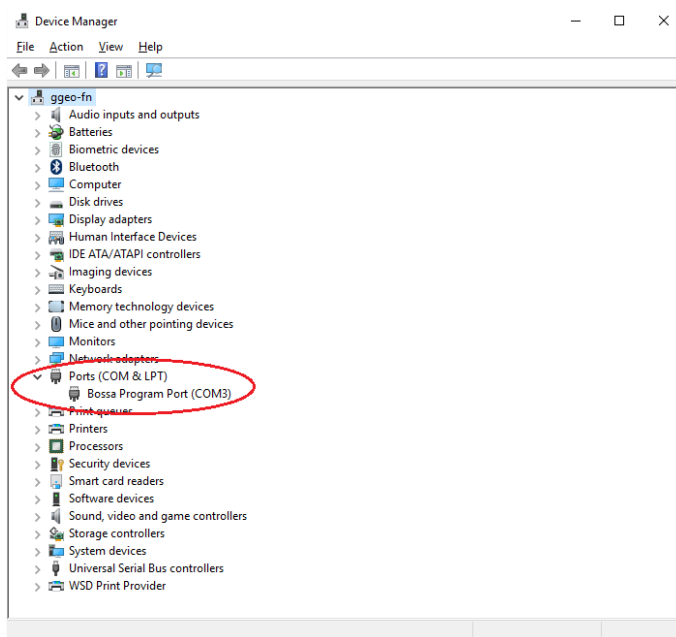 Device Manager
File Action View Help
ggeo-fn
Audio inputs and outputs
Batteries
Biometric devices
Bluetooth
Computer
Disk drives
Display adapters
Human Interface Devices
IDE ATA/ATAPI controllers
Imaging devices
Keyboards
Memory technology devices
Mice and other pointing devices
Monitors
Network adapters
Ports (COM & LPT)
Bossa Program Port (COM3)
Print queues
Printers
Processors
Security devices
Smart card readers
Software devices
Sound, video and game controllers
Storage controllers
System devices
Universal Serial Bus controllers
WSD Print Provider